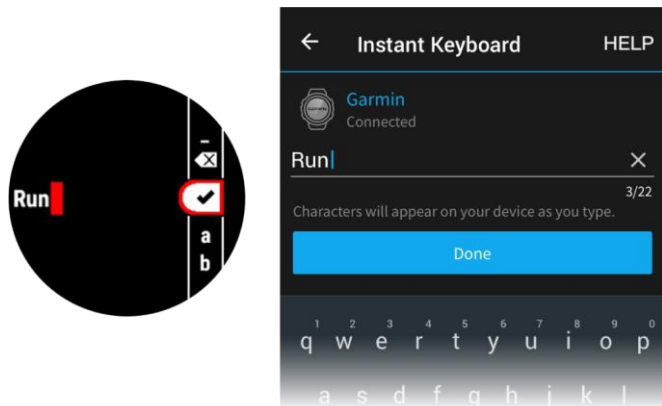 _
Run
a
b
Instant Keyboard
HELP
Garmin
Connected
Run
3/22
Characters will appear on your device as you type.
Done
1 2 3 4 5 6 7 8 9 0
q w e r t y u i o p
a s d f g h j k l